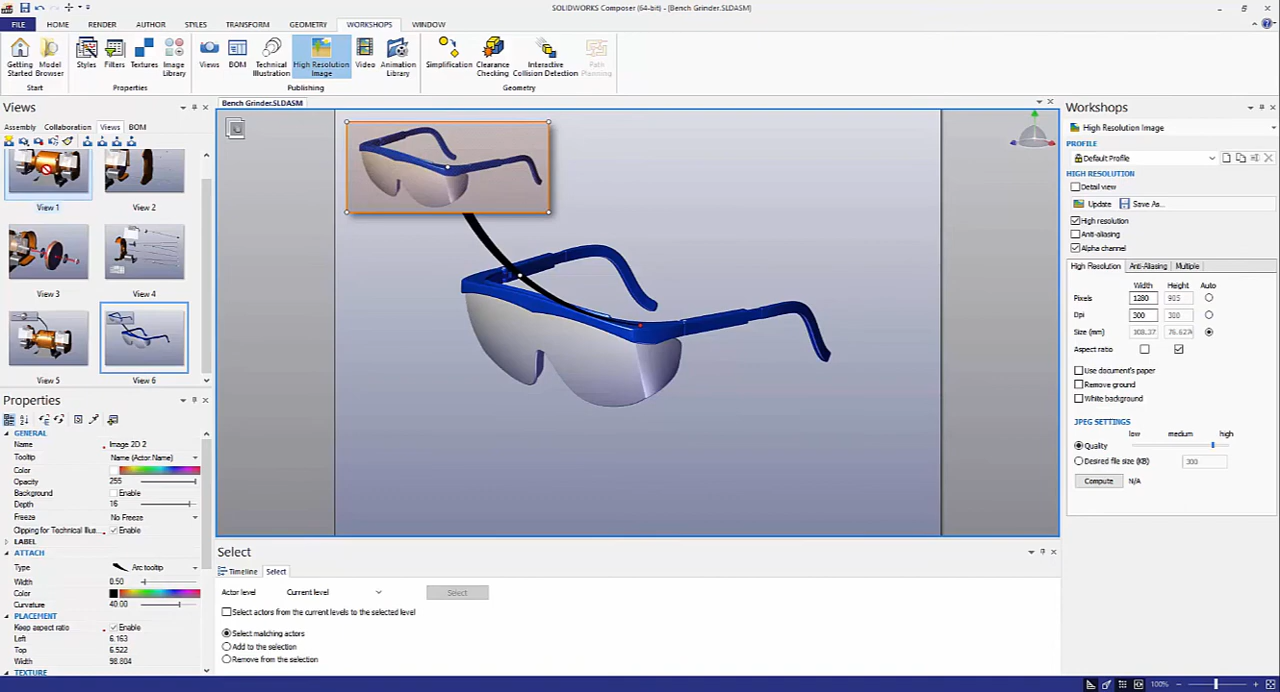 SOLIDWORKS Composer (64-bit) - [Bench Grinder.SLDASM]
FILE HOME RENDER AUTHOR STYLES TRANSFORM GEOMETRY WORKSHOPS WINDOW
Getting Started Model Browser Styles Filters Textures Image Library Views BOM Technical Illustration High Resolution Image Video Animation Library Simplification Clearance Checking Interactive Collision Detection Path Planning
Start Properties Publishing Geometry
Views
Assembly Collaboration Views BOM
View 1 View 2
View 3 View 4
View 5 View 6
Properties
GENERAL
Name Image 2D 2
Tooltip Name (Actor.Name)
Color
Opacity 255
Background Enable
Depth 16
Freeze No Freeze
Clipping for Technical Illus... Enable
LABEL
ATTACH
Type Arc tooltip
Width 0.50
Color
Curvature 40.00
PLACEMENT
Keep aspect ratio Enable
Left 6.163
Top 6.522
Width 98.804
TEXTURE
Bench Grinder.SLDASM
Select
Timeline Select
Actor level Current level Select
Select actors from the current levels to the selected level
Select matching actors
Add to the selection
Remove from the selection
Workshops
High Resolution Image
PROFILE
Default Profile
HIGH RESOLUTION
Detail view
Update Save As...
High resolution
Anti-aliasing
Alpha channel
High Resolution Anti-Aliasing Multiple
Width Height Auto
Pixels 1280 905
Dpi 300 300
Size (mm) 108.37
Aspect ratio
Use document's paper
Remove ground
White background
JPEG SETTINGS
low medium high
Quality
Desired file size (KB) 300
Compute N/A
100%